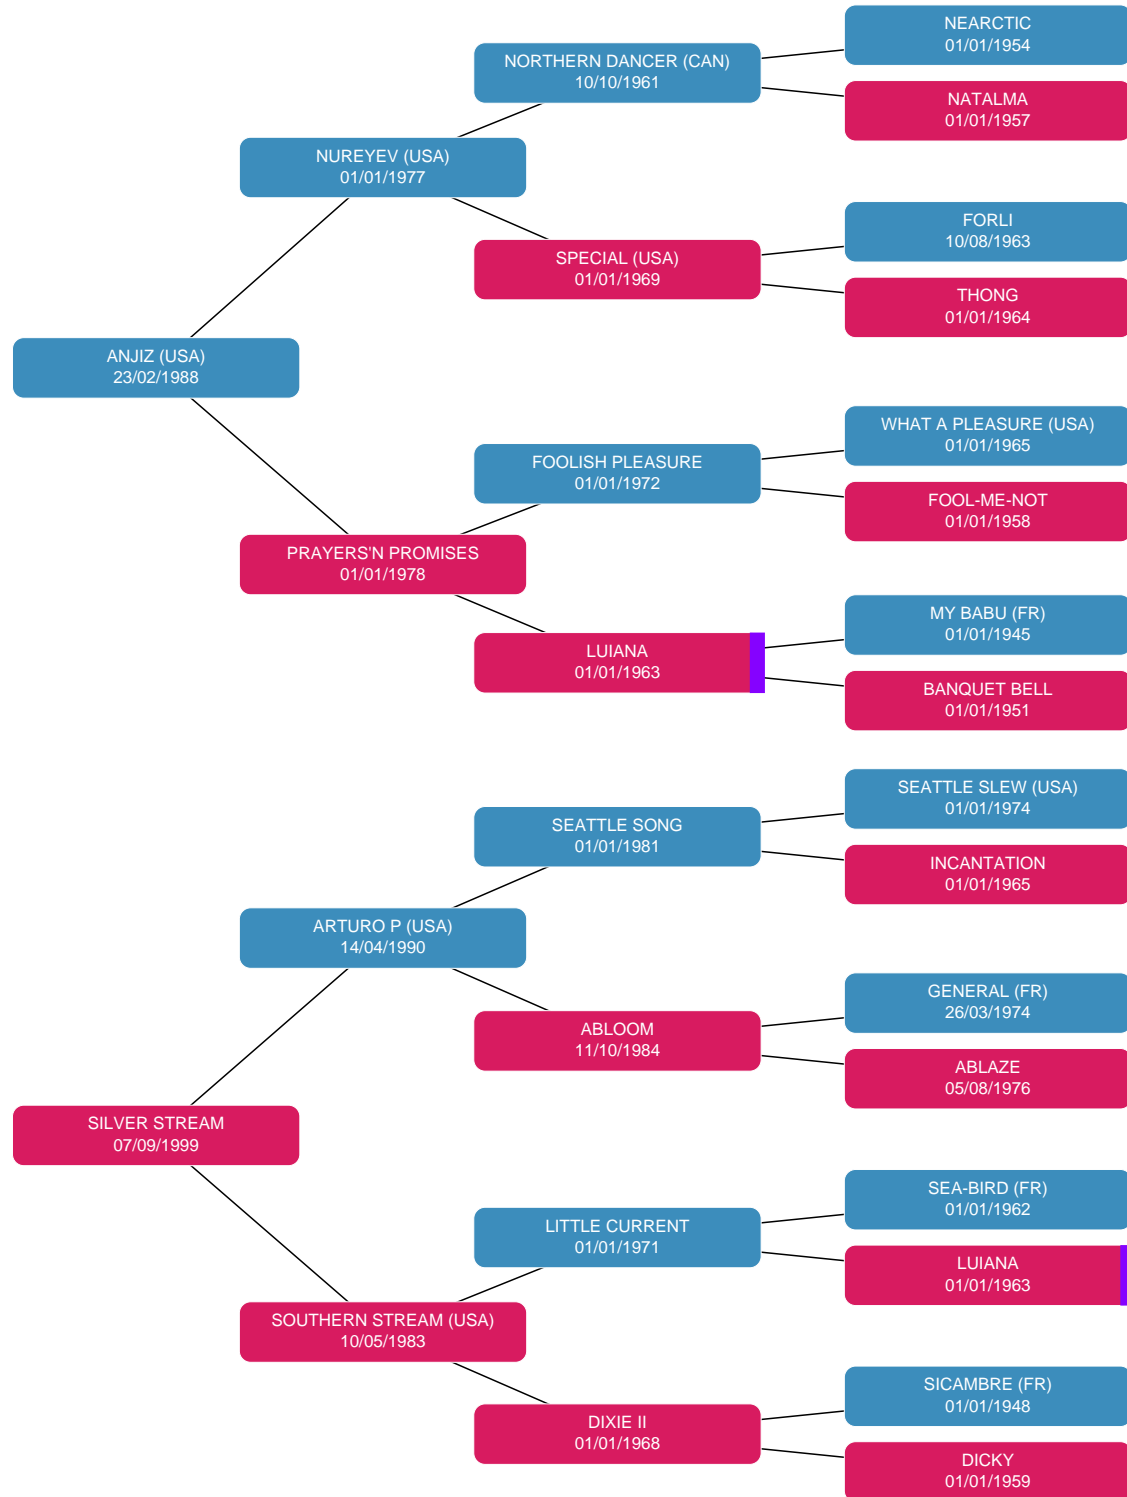 NEARCTIC
01/01/1954
NORTHERN DANCER (CAN)
10/10/1961
NATALMA
01/01/1957
NUREYEV (USA)
01/01/1977
FORLI
10/08/1963
SPECIAL (USA)
01/01/1969
THONG
01/01/1964
ANJIZ (USA)
23/02/1988
WHAT A PLEASURE (USA)
01/01/1965
FOOLISH PLEASURE
01/01/1972
FOOL-ME-NOT
01/01/1958
PRAYERS'N PROMISES
01/01/1978
MY BABU (FR)
01/01/1945
LUIANA
01/01/1963
BANQUET BELL
01/01/1951
SEATTLE SLEW (USA)
01/01/1974
SEATTLE SONG
01/01/1981
INCANTATION
01/01/1965
ARTURO P (USA)
14/04/1990
GENERAL (FR)
26/03/1974
ABLOOM
11/10/1984
ABLAZE
05/08/1976
SILVER STREAM
07/09/1999
SEA-BIRD (FR)
01/01/1962
LITTLE CURRENT
01/01/1971
LUIANA
01/01/1963
SOUTHERN STREAM (USA)
10/05/1983
SICAMBRE (FR)
01/01/1948
DIXIE II
01/01/1968
DICKY
01/01/1959